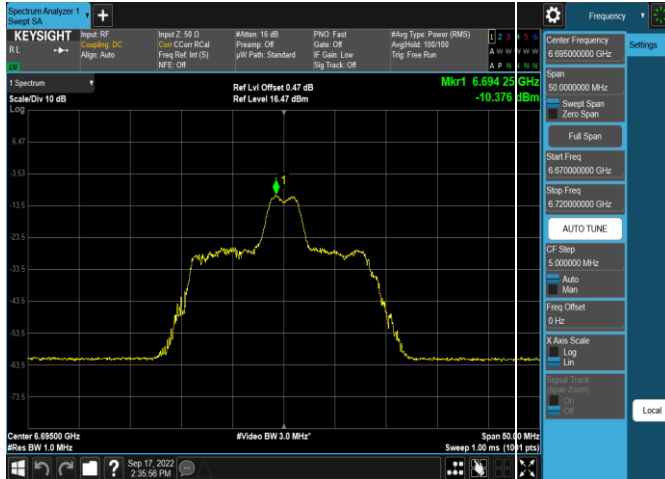 Spectrum Analyzer 1
Swept SA
+
Frequency
KEYSIGHT
RL
Input: RF
Coupling: DC
Align: Auto
Input Z: 50 Ω
Corr CCorr RCal
Freq Ref: Int (S)
NFE: Off
#Atten: 16 dB
Preamp: Off
µW Path: Standard
PNO: Fast
Gate: Off
IF Gain: Low
Sig Track: Off
#Avg Type: Power (RMS)
Avg|Hold: 100/100
Trig: Free Run
1 2 3 4 5 6
A W W W W W
A P N N N N
1 Spectrum
Scale/Div 10 dB
Log
Ref Lvl Offset 0.47 dB
Ref Level 16.47 dBm
Mkr1 6.694 25 GHz
-10.376 dBm
6.47
-3.53
-13.5
-23.5
-33.5
-43.5
-53.5
-63.5
-73.5
1
Center 6.69500 GHz
#Res BW 1.0 MHz
#Video BW 3.0 MHz*
Span 50.00 MHz
Sweep 1.00 ms (1001 pts)
Sep 17, 2022
2:35:56 PM
?
Center Frequency
6.695000000 GHz
Settings
Span
50.0000000 MHz
Swept Span
Zero Span
Full Span
Start Freq
6.670000000 GHz
Stop Freq
6.720000000 GHz
AUTO TUNE
CF Step
5.000000 MHz
Auto
Man
Freq Offset
0 Hz
X Axis Scale
Log
Lin
Signal Track
(Span Zoom)
On
Off
Local